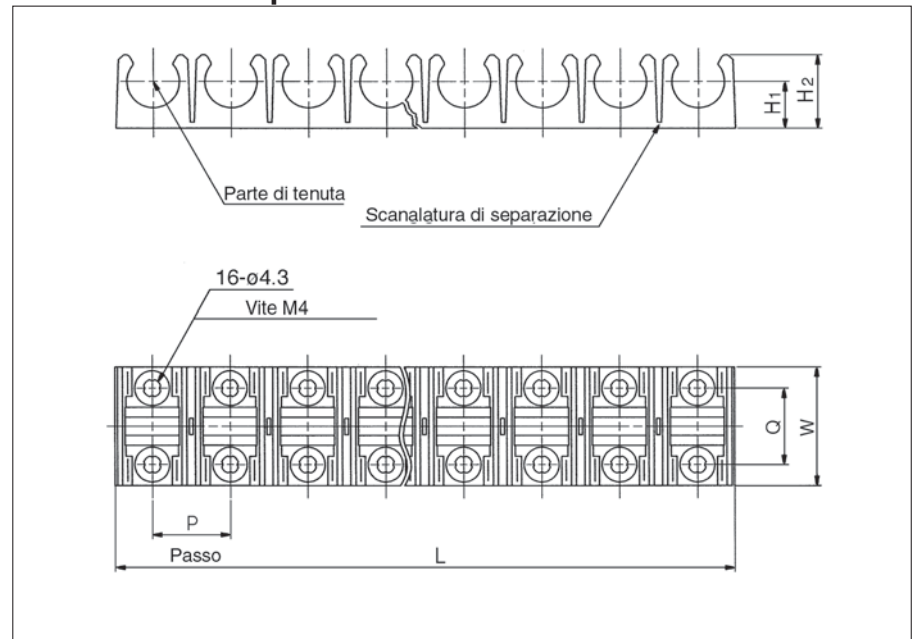 H1
H2
Parte di tenuta
Scanalatura di separazione
16-ø4.3
Vite M4
Q
W
P
Passo
L